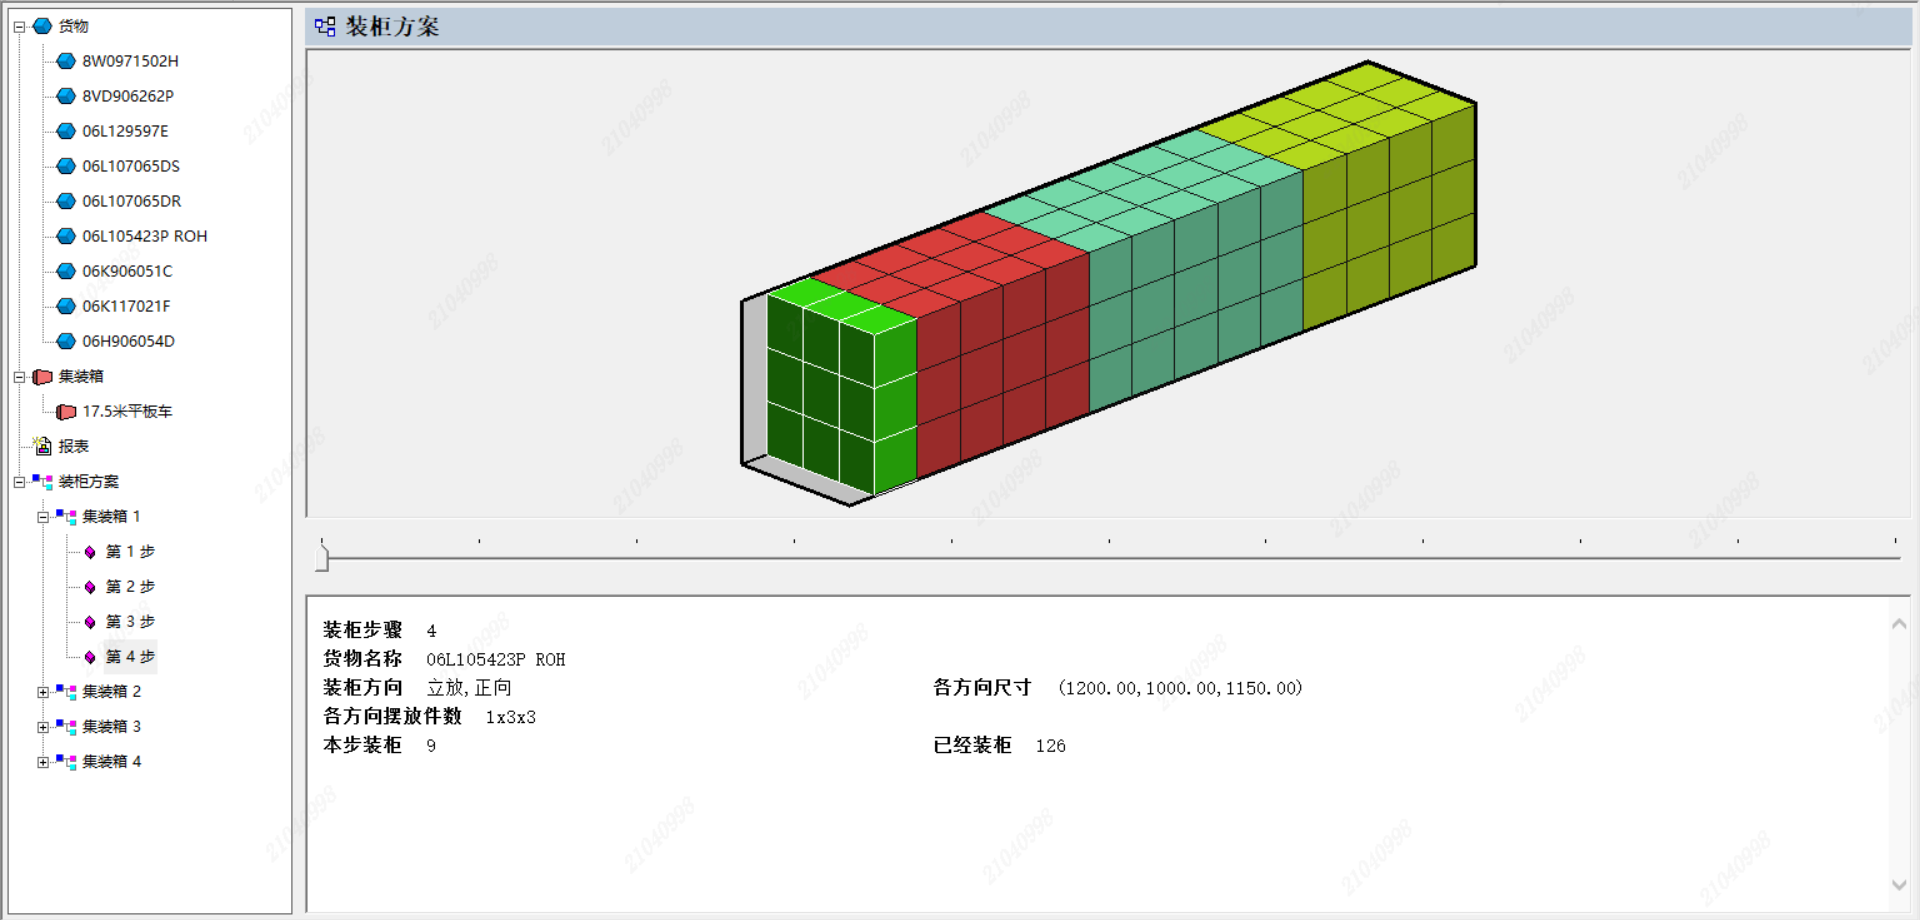 货物
8W0971502H
8VD906262P
06L129597E
06L107065DS
06L107065DR
06L105423P ROH
06K906051C
06K117021F
06H906054D
集装箱
17.5米平板车
报表
装柜方案
集装箱 1
第 1 步
第 2 步
第 3 步
第 4 步
集装箱 2
集装箱 3
集装箱 4
装柜方案
装柜步骤 4
货物名称 06L105423P ROH
装柜方向 立放,正向 各方向尺寸 (1200.00,1000.00,1150.00)
各方向摆放件数 1x3x3
本步装柜 9 已经装柜 126
21040998